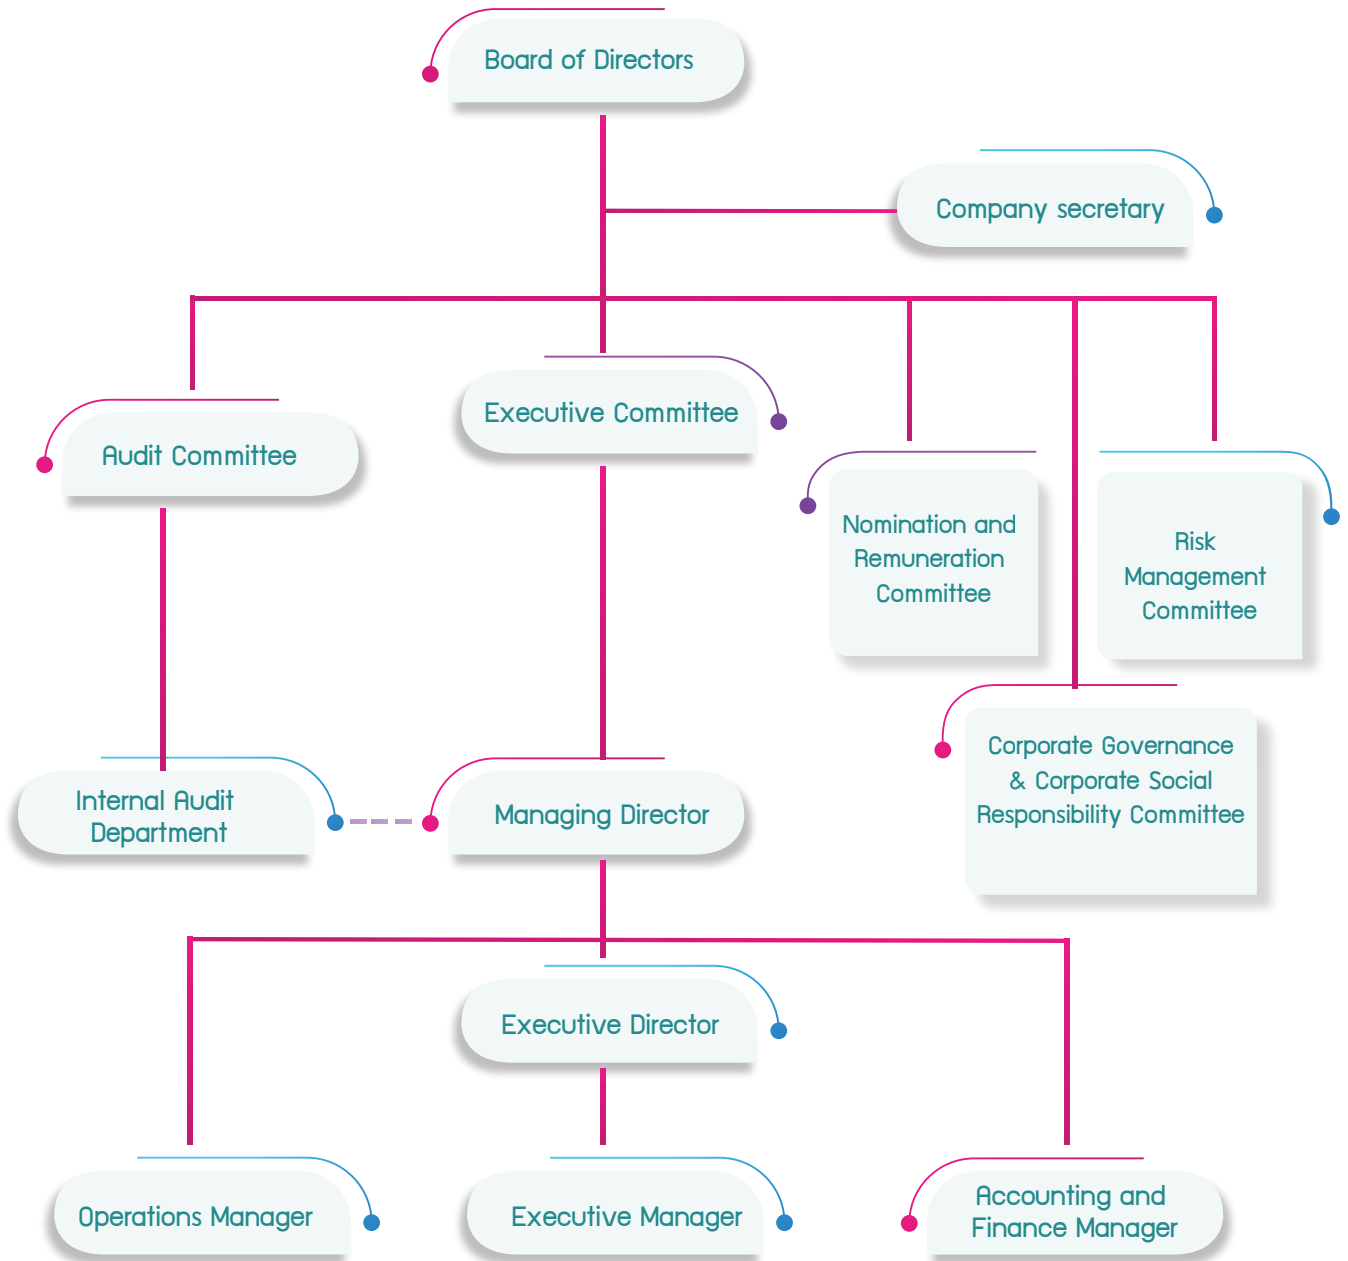 Board of Directors
Company secretary
Executive Committee
Audit Committee
Nomination and
Remuneration
Committee
Risk
Management
Committee
Corporate Governance
& Corporate Social
Responsibility Committee
Internal Audit
Department
Managing Director
Executive Director
Operations Manager
Executive Manager
Accounting and
Finance Manager